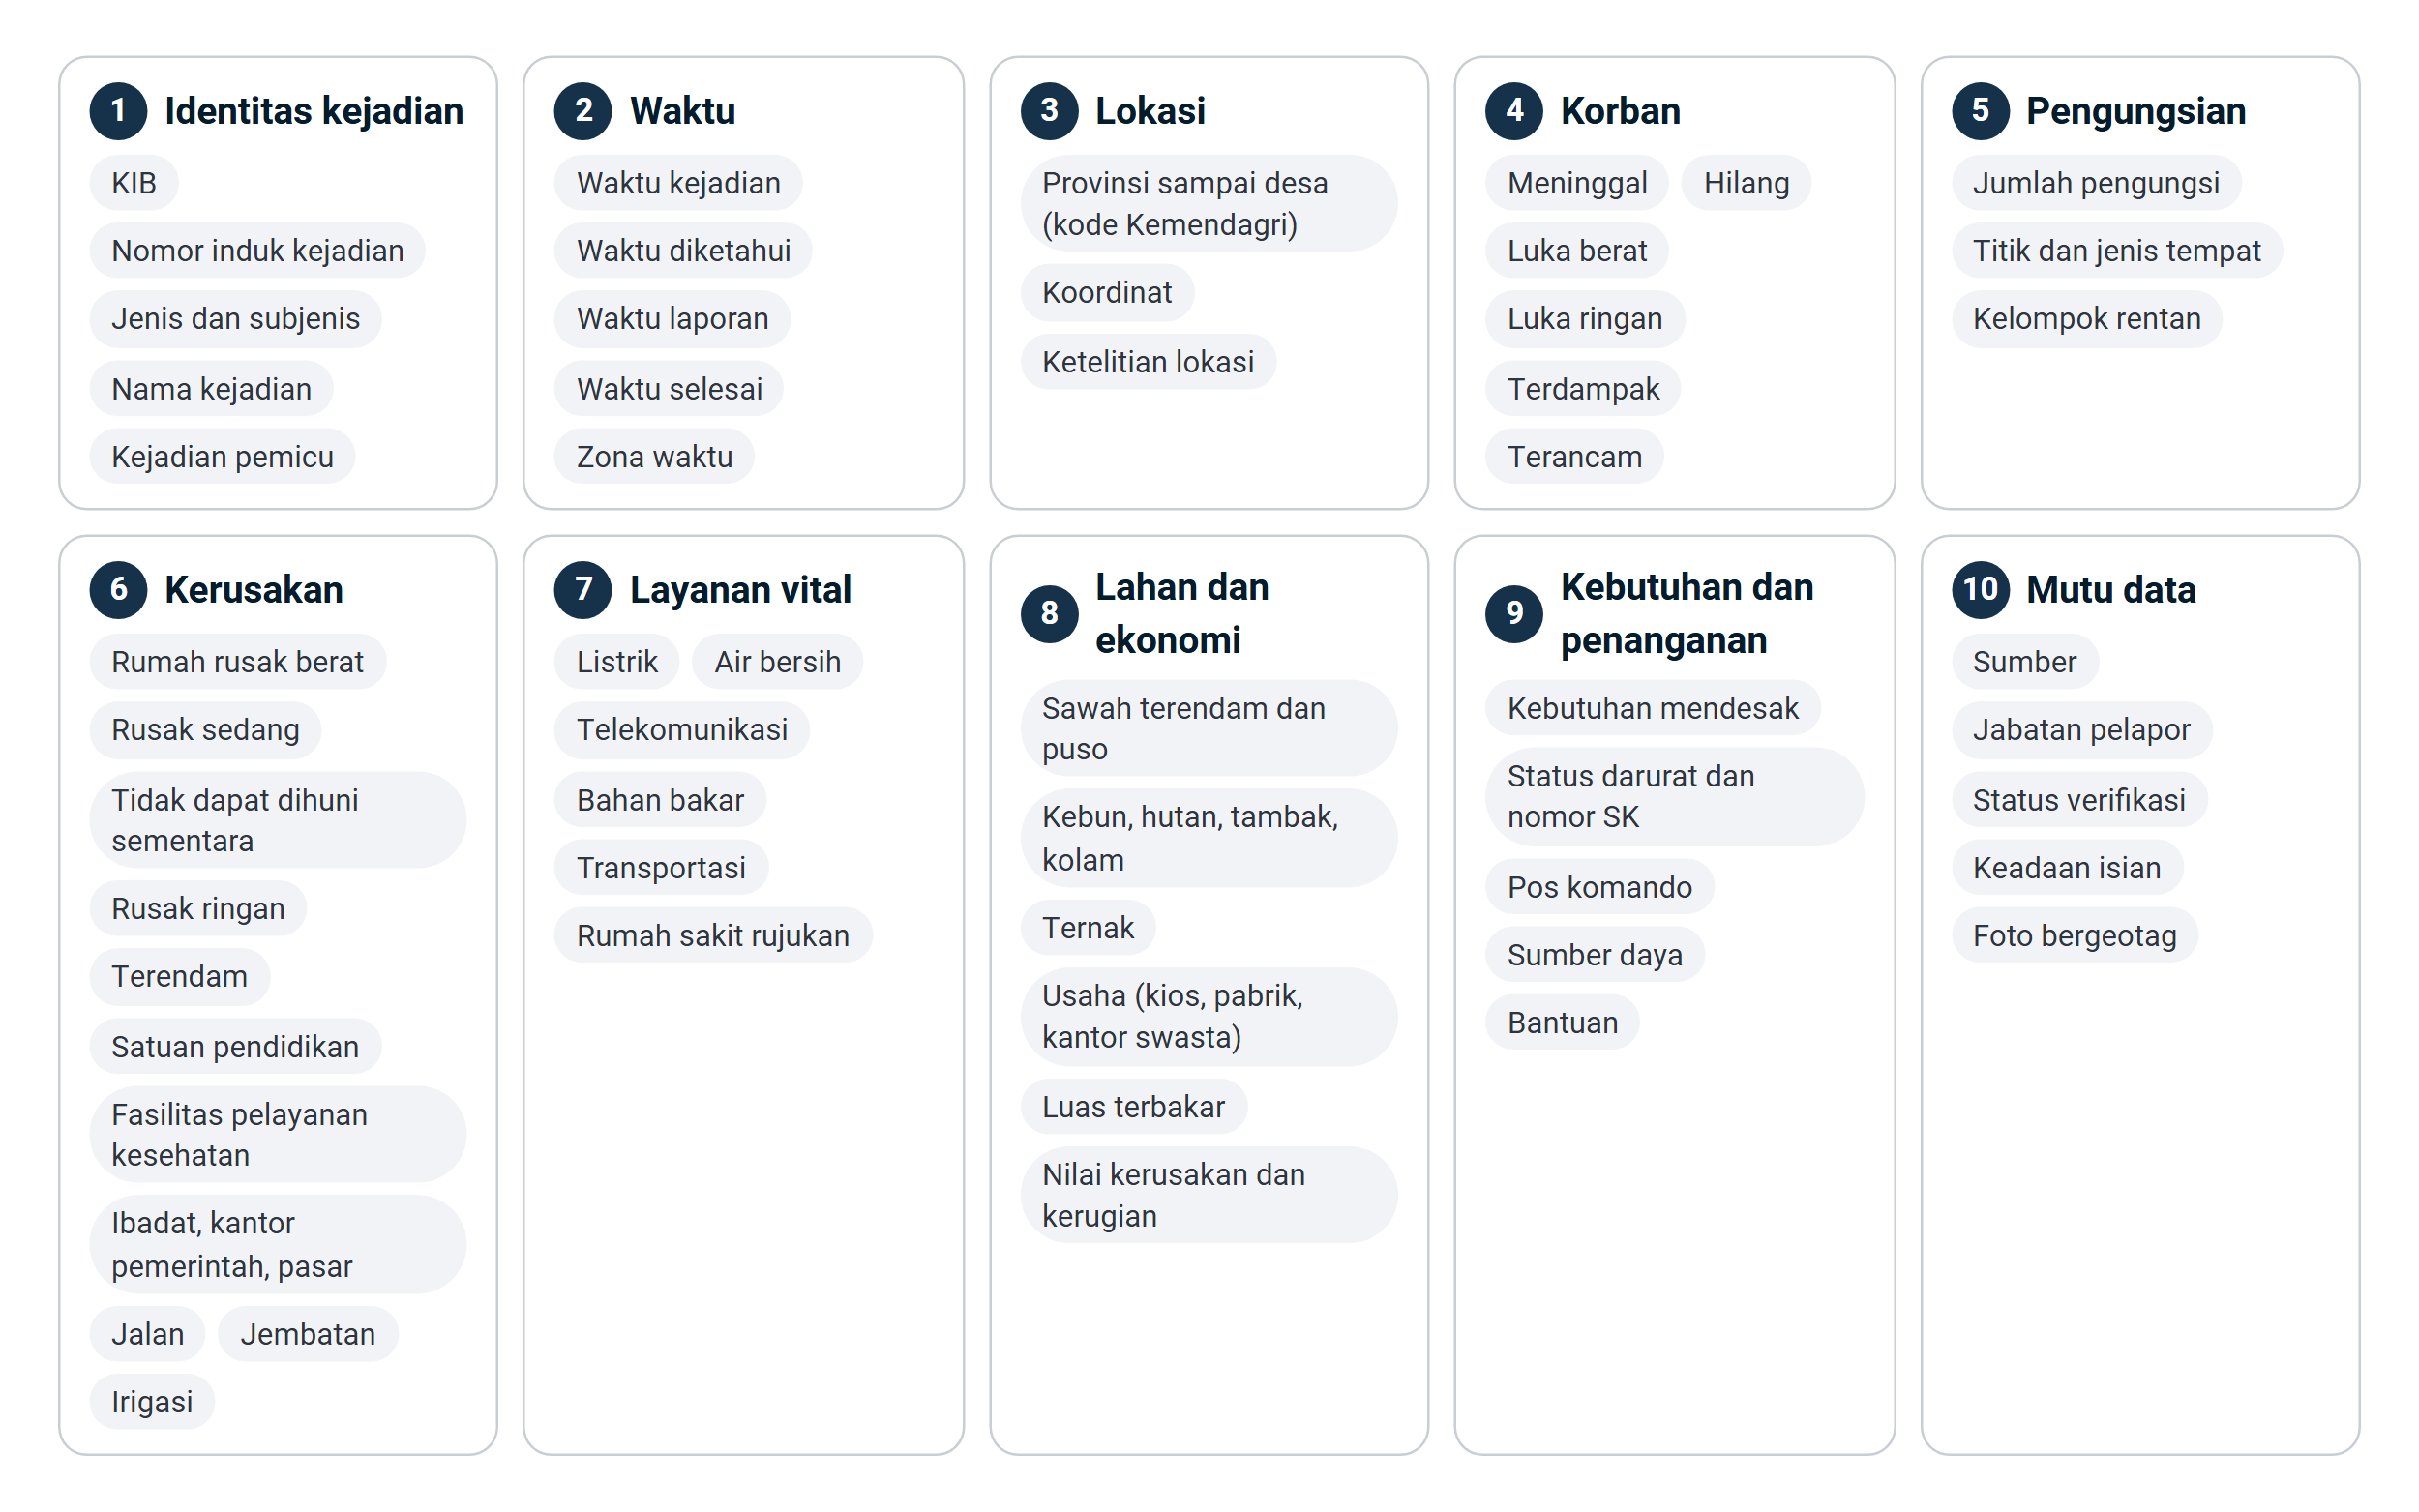 1 Identitas kejadian
KIB
Nomor induk kejadian
Jenis dan subjenis
Nama kejadian
Kejadian pemicu
2 Waktu
Waktu kejadian
Waktu diketahui
Waktu laporan
Waktu selesai
Zona waktu
3 Lokasi
Provinsi sampai desa
(kode Kemendagri)
Koordinat
Ketelitian lokasi
4 Korban
Meninggal Hilang
Luka berat
Luka ringan
Terdampak
Terancam
5 Pengungsian
Jumlah pengungsi
Titik dan jenis tempat
Kelompok rentan
6 Kerusakan
Rumah rusak berat
Rusak sedang
Tidak dapat dihuni
sementara
Rusak ringan
Terendam
Satuan pendidikan
Fasilitas pelayanan
kesehatan
Ibadat, kantor
pemerintah, pasar
Jalan Jembatan
Irigasi
7 Layanan vital
Listrik Air bersih
Telekomunikasi
Bahan bakar
Transportasi
Rumah sakit rujukan
8 Lahan dan
ekonomi
Sawah terendam dan
puso
Kebun, hutan, tambak,
kolam
Ternak
Usaha (kios, pabrik,
kantor swasta)
Luas terbakar
Nilai kerusakan dan
kerugian
9 Kebutuhan dan
penanganan
Kebutuhan mendesak
Status darurat dan
nomor SK
Pos komando
Sumber daya
Bantuan
10 Mutu data
Sumber
Jabatan pelapor
Status verifikasi
Keadaan isian
Foto bergeotag